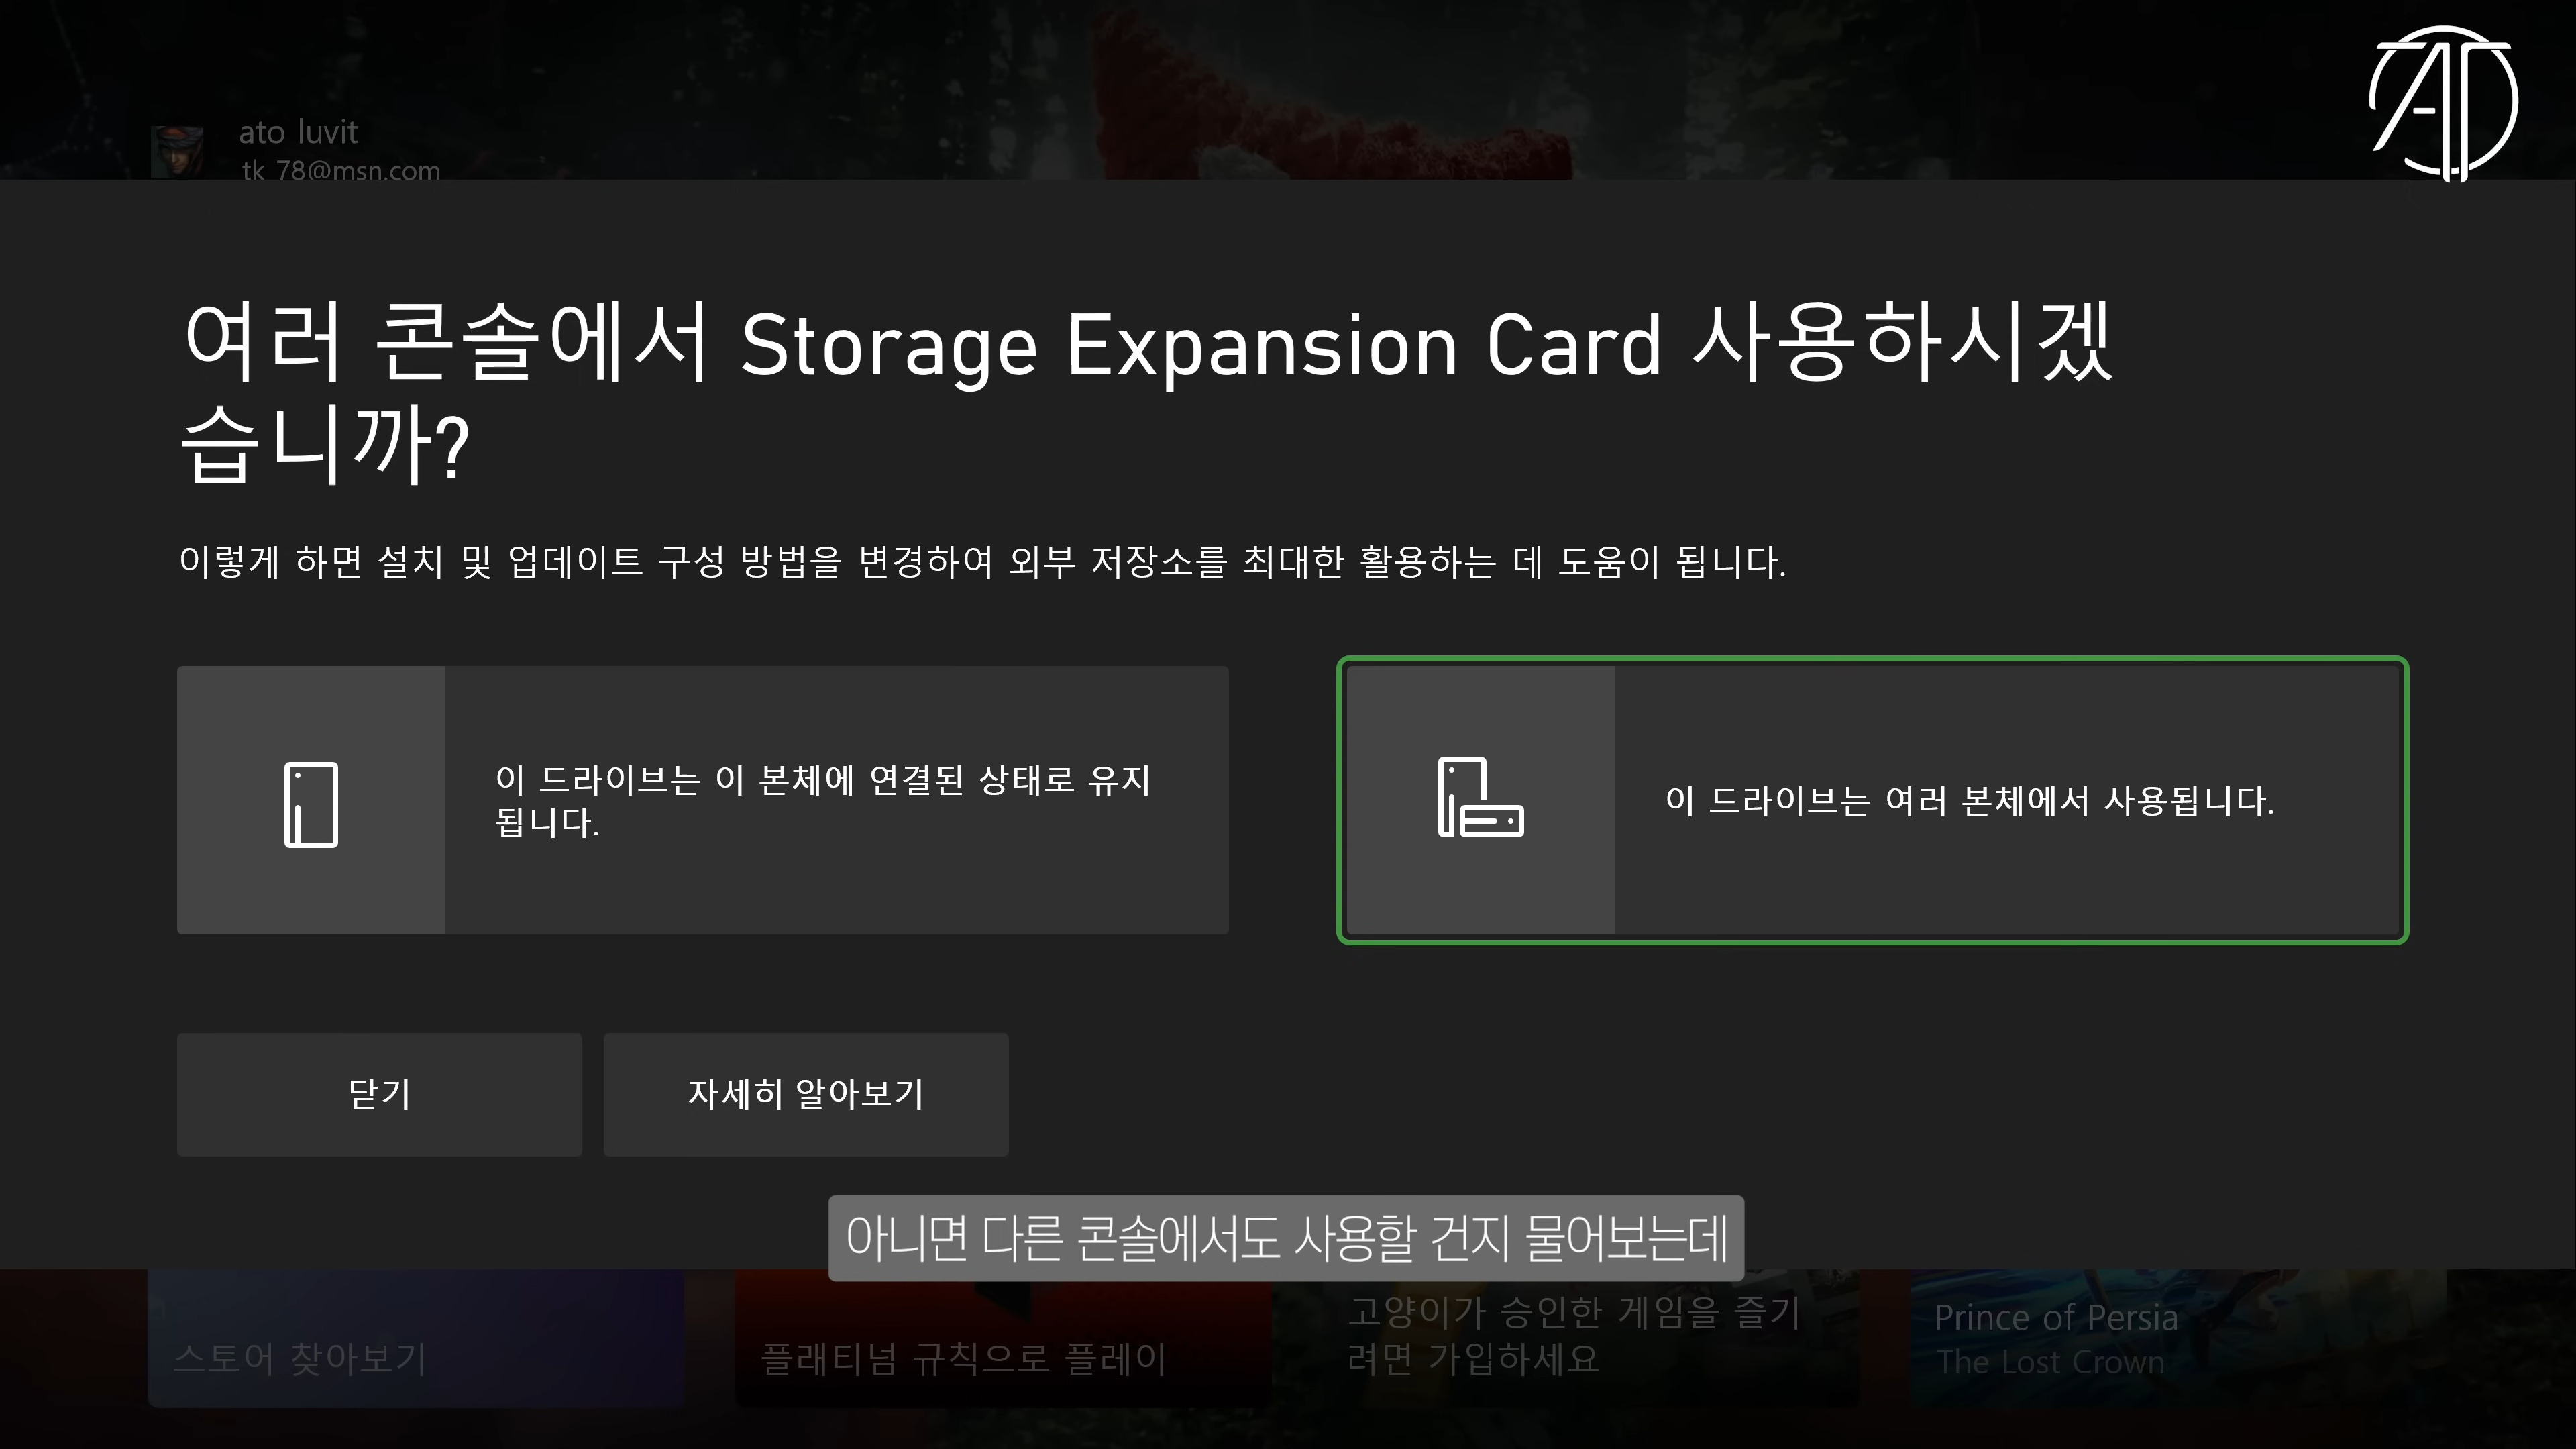 ato luvit
tk_78@msn.com
여러 콘솔에서 Storage Expansion Card 사용하시겠
습니까?
이렇게 하면 설치 및 업데이트 구성 방법을 변경하여 외부 저장소를 최대한 활용하는 데 도움이 됩니다.
이 드라이브는 이 본체에 연결된 상태로 유지
됩니다.
이 드라이브는 여러 본체에서 사용됩니다.
닫기
자세히 알아보기
아니면 다른 콘솔에서도 사용할 건지 물어보는데
스토어 찾아보기
플래티넘 규칙으로 플레이
고양이가 승인한 게임을 즐기
려면 가입하세요
Prince of Persia
The Lost Crown